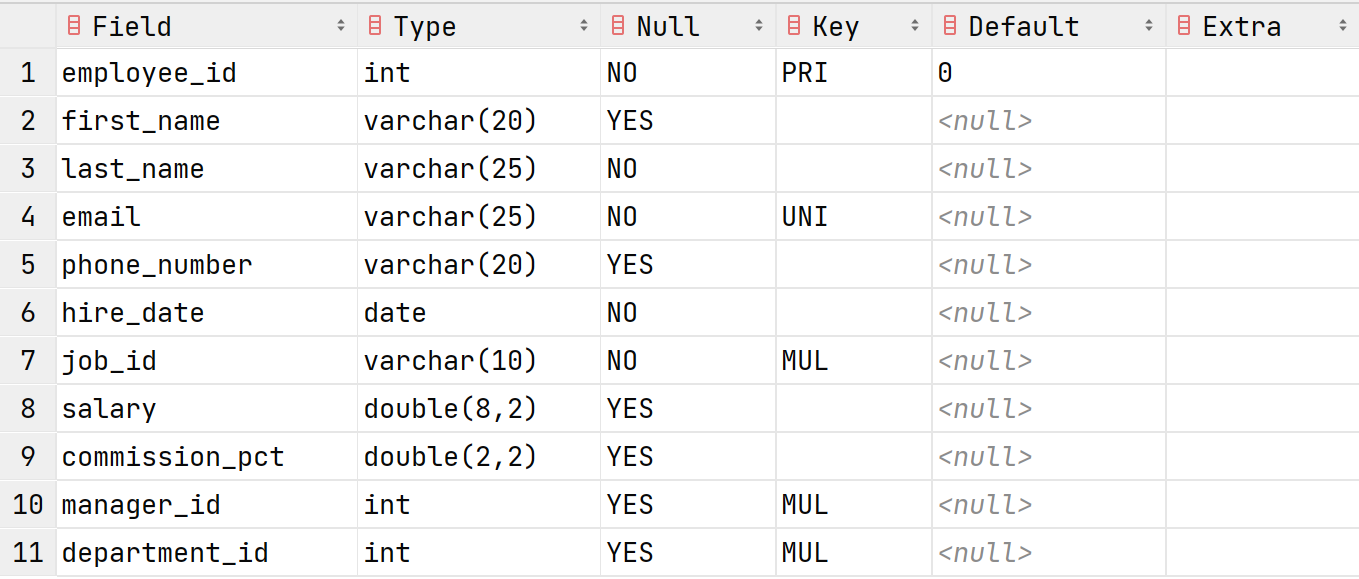 Field Type Null Key Default Extra
1 employee_id int NO PRI 0
2 first_name varchar(20) YES <null>
3 last_name varchar(25) NO <null>
4 email varchar(25) NO UNI <null>
5 phone_number varchar(20) YES <null>
6 hire_date date NO <null>
7 job_id varchar(10) NO MUL <null>
8 salary double(8,2) YES <null>
9 commission_pct double(2,2) YES <null>
10 manager_id int YES MUL <null>
11 department_id int YES MUL <null>